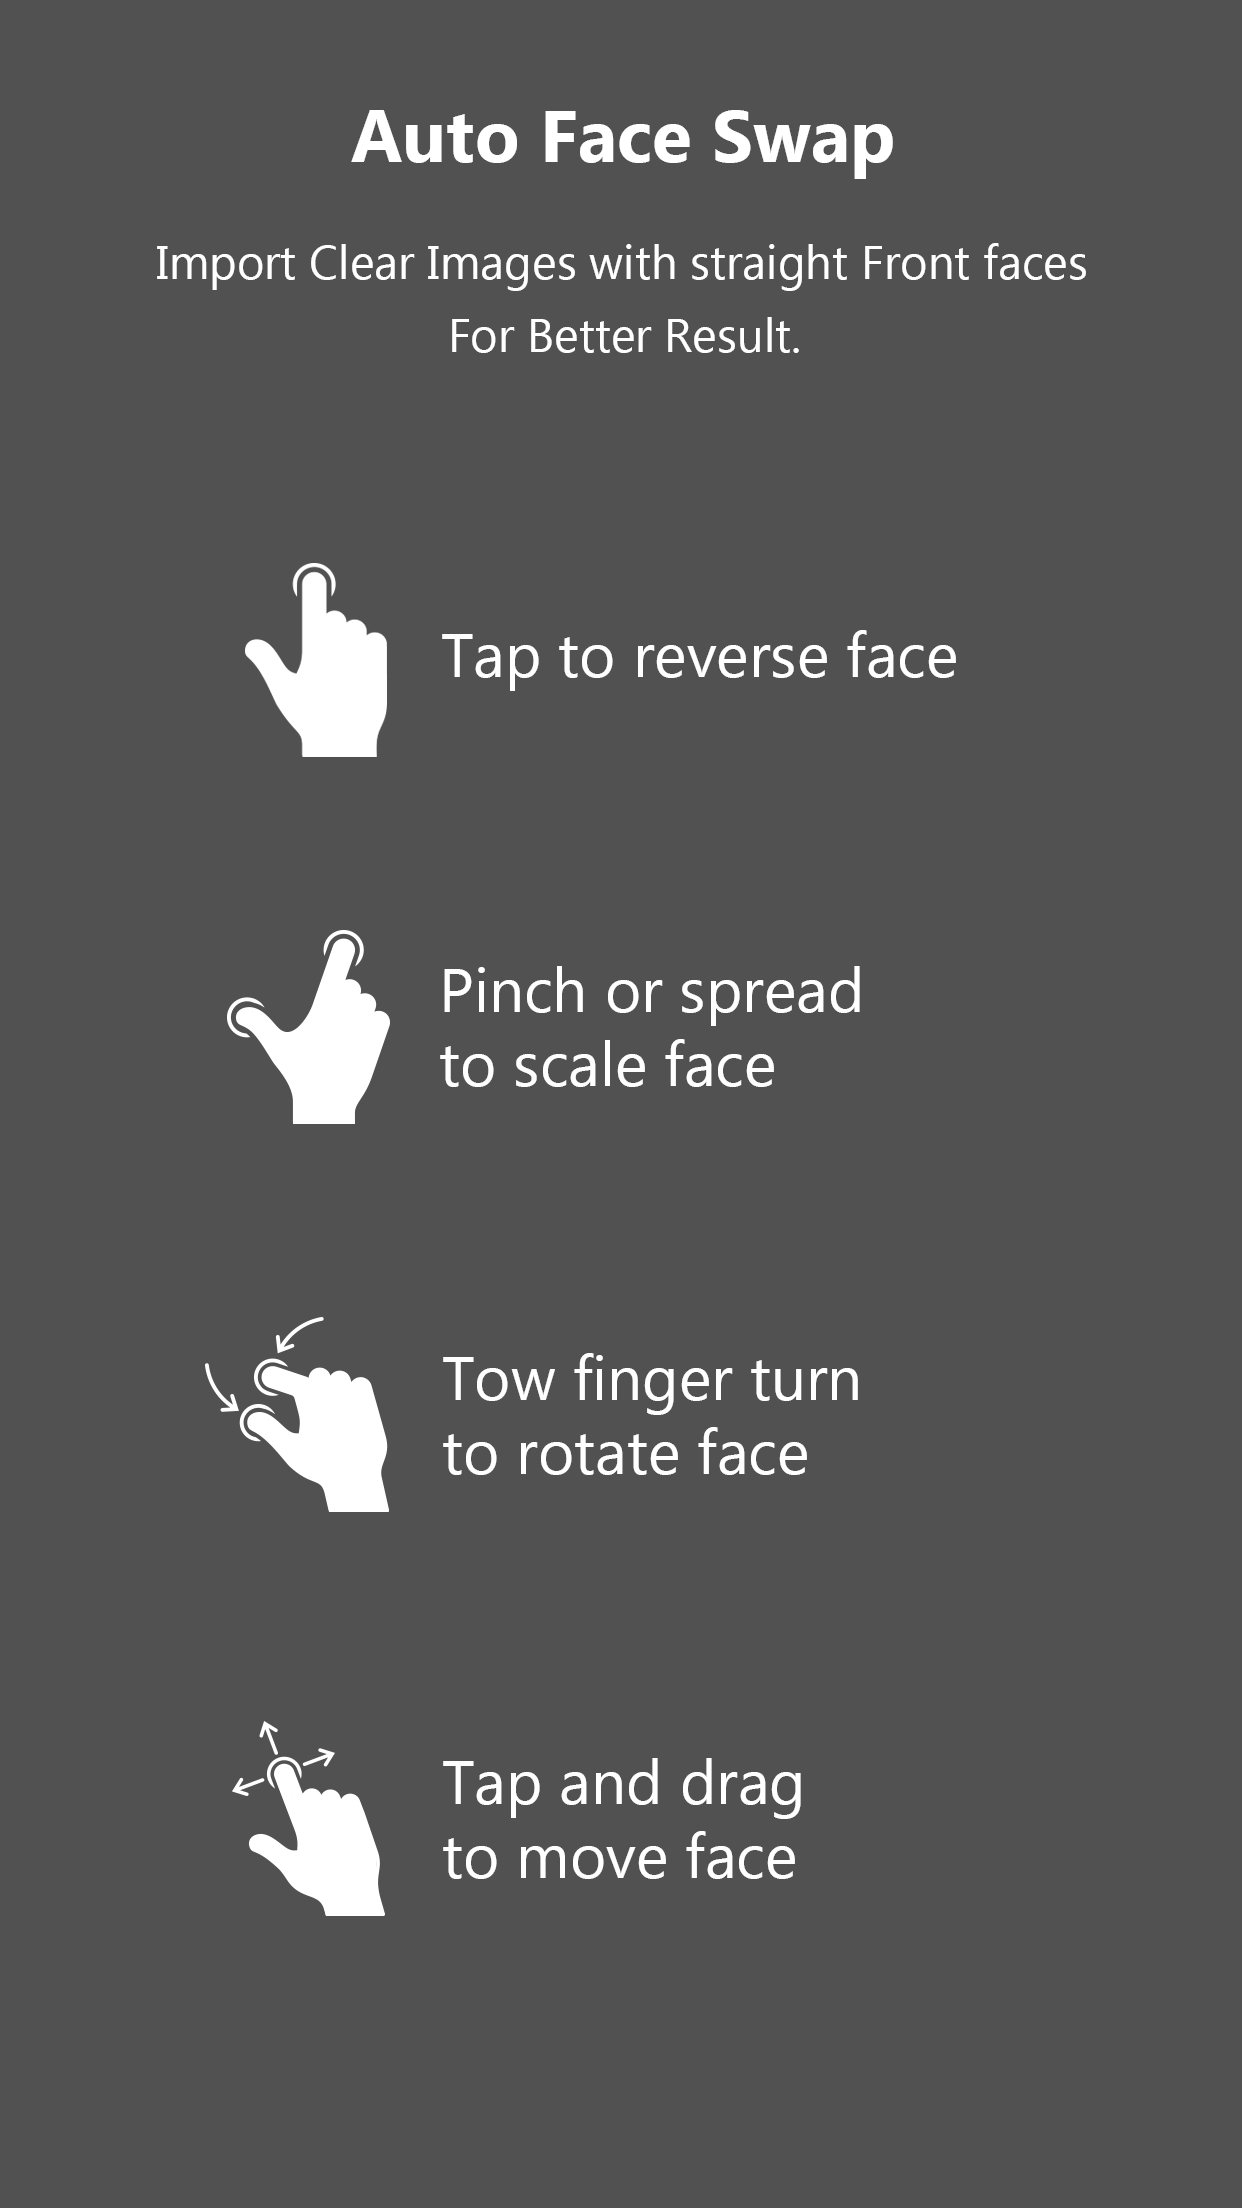 Auto Face Swap
Import Clear Images with straight Front faces
For Better Result.
Tap to reverse face
Pinch or spread
to scale face
Tow finger turn
to rotate face
Tap and drag
to move face